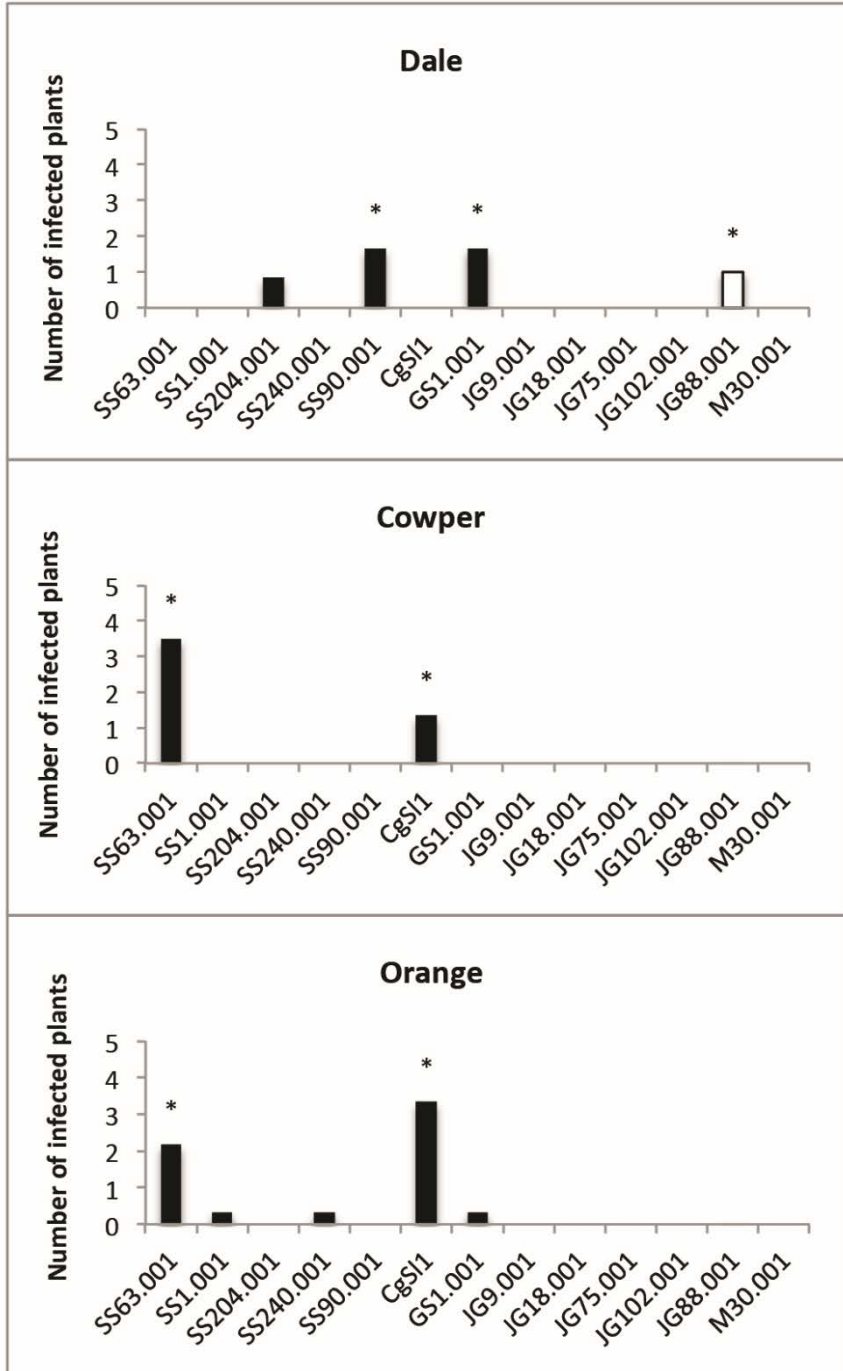 Dale
Number of infected plants
5
4
3
2
1
0
*
*
*
SS63.001
SS1.001
SS204.001
SS240.001
SS90.001
CgSl1
GS1.001
JG9.001
JG18.001
JG75.001
JG102.001
JG88.001
M30.001
Cowper
Number of infected plants
5
4
3
2
1
0
*
*
SS63.001
SS1.001
SS204.001
SS240.001
SS90.001
CgSl1
GS1.001
JG9.001
JG18.001
JG75.001
JG102.001
JG88.001
M30.001
Orange
Number of infected plants
5
4
3
2
1
0
*
*
SS63.001
SS1.001
SS204.001
SS240.001
SS90.001
CgSl1
GS1.001
JG9.001
JG18.001
JG75.001
JG102.001
JG88.001
M30.001